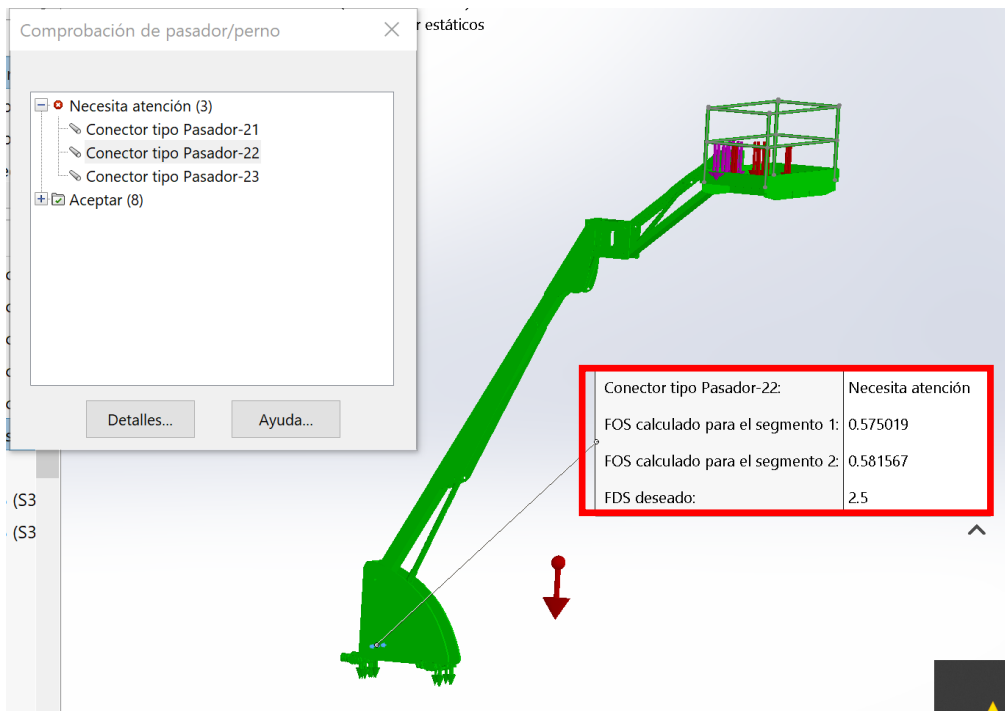 Comprobación de pasador/perno
r estáticos
Necesita atención (3)
Conector tipo Pasador-21
Conector tipo Pasador-22
Conector tipo Pasador-23
Aceptar (8)
Detalles...
Ayuda...
Conector tipo Pasador-22: Necesita atención
FOS calculado para el segmento 1: 0.575019
FOS calculado para el segmento 2: 0.581567
FDS deseado: 2.5
(S3
(S3